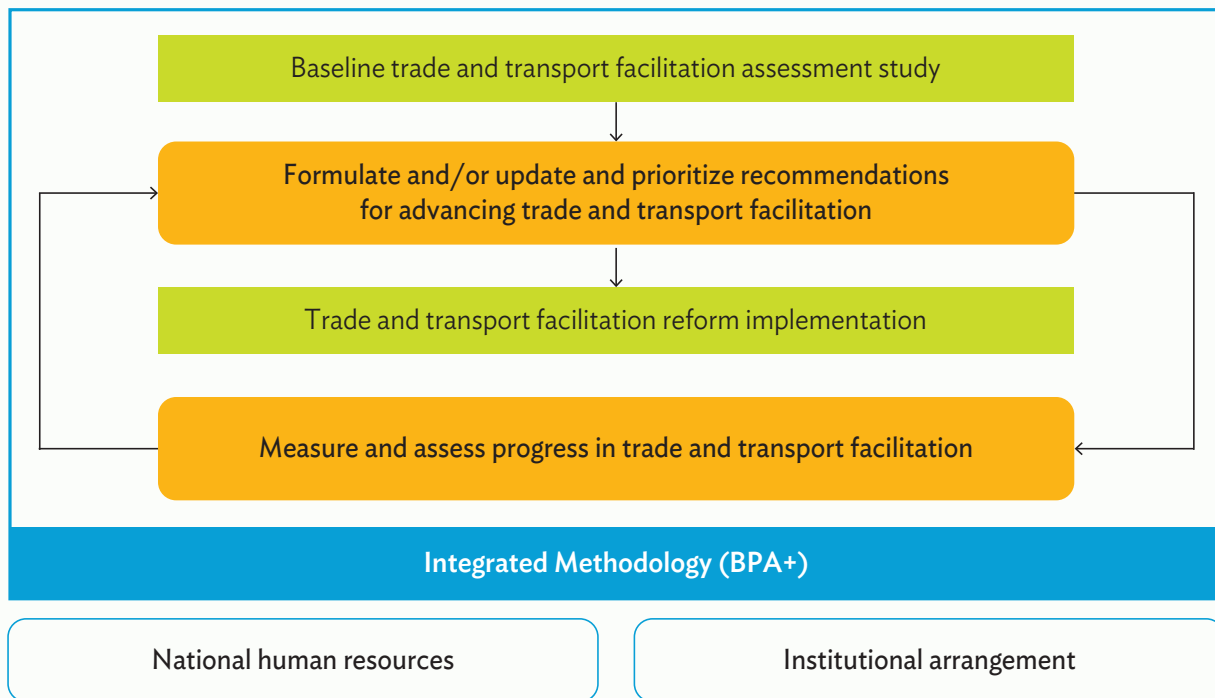 Baseline trade and transport facilitation assessment study
Formulate and/or update and prioritize recommendations
for advancing trade and transport facilitation
Trade and transport facilitation reform implementation
Measure and assess progress in trade and transport facilitation
Integrated Methodology (BPA+)
National human resources
Institutional arrangement